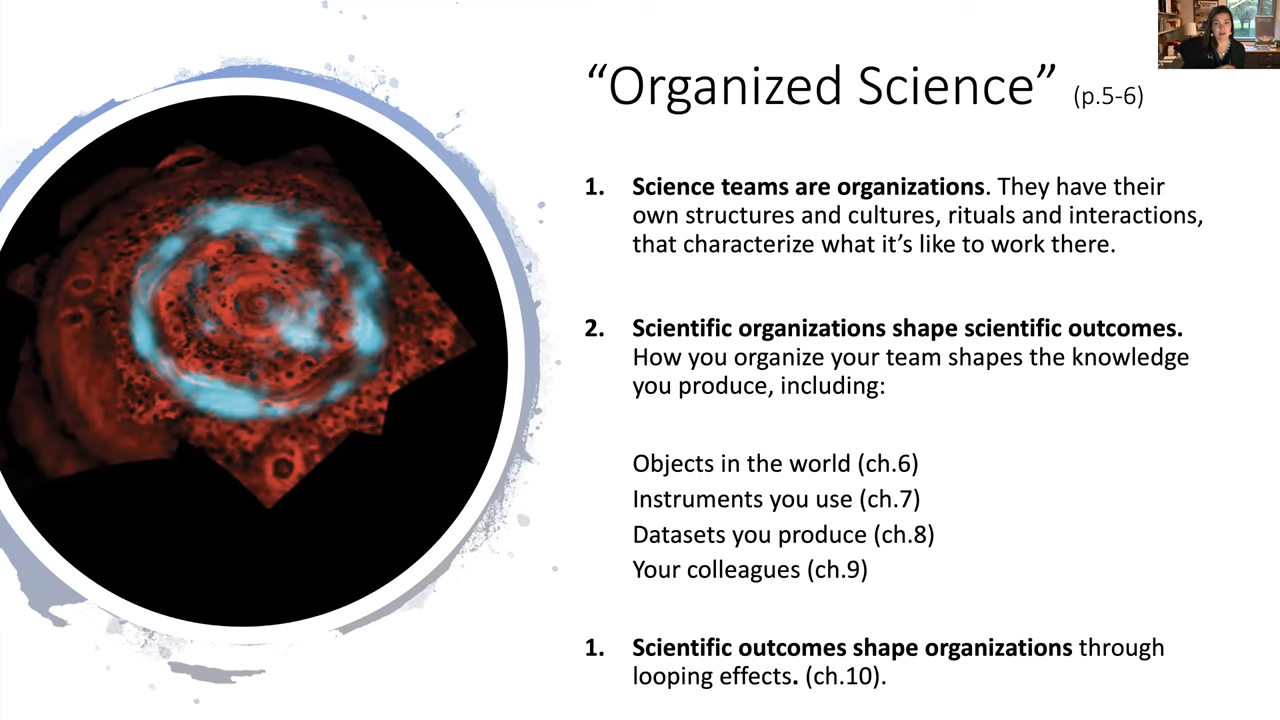 “Organized Science” (p.5-6)
1. Science teams are organizations. They have their
own structures and cultures, rituals and interactions,
that characterize what it’s like to work there.
2. Scientific organizations shape scientific outcomes.
How you organize your team shapes the knowledge
you produce, including:
Objects in the world (ch.6)
Instruments you use (ch.7)
Datasets you produce (ch.8)
Your colleagues (ch.9)
1. Scientific outcomes shape organizations through
looping effects. (ch.10).